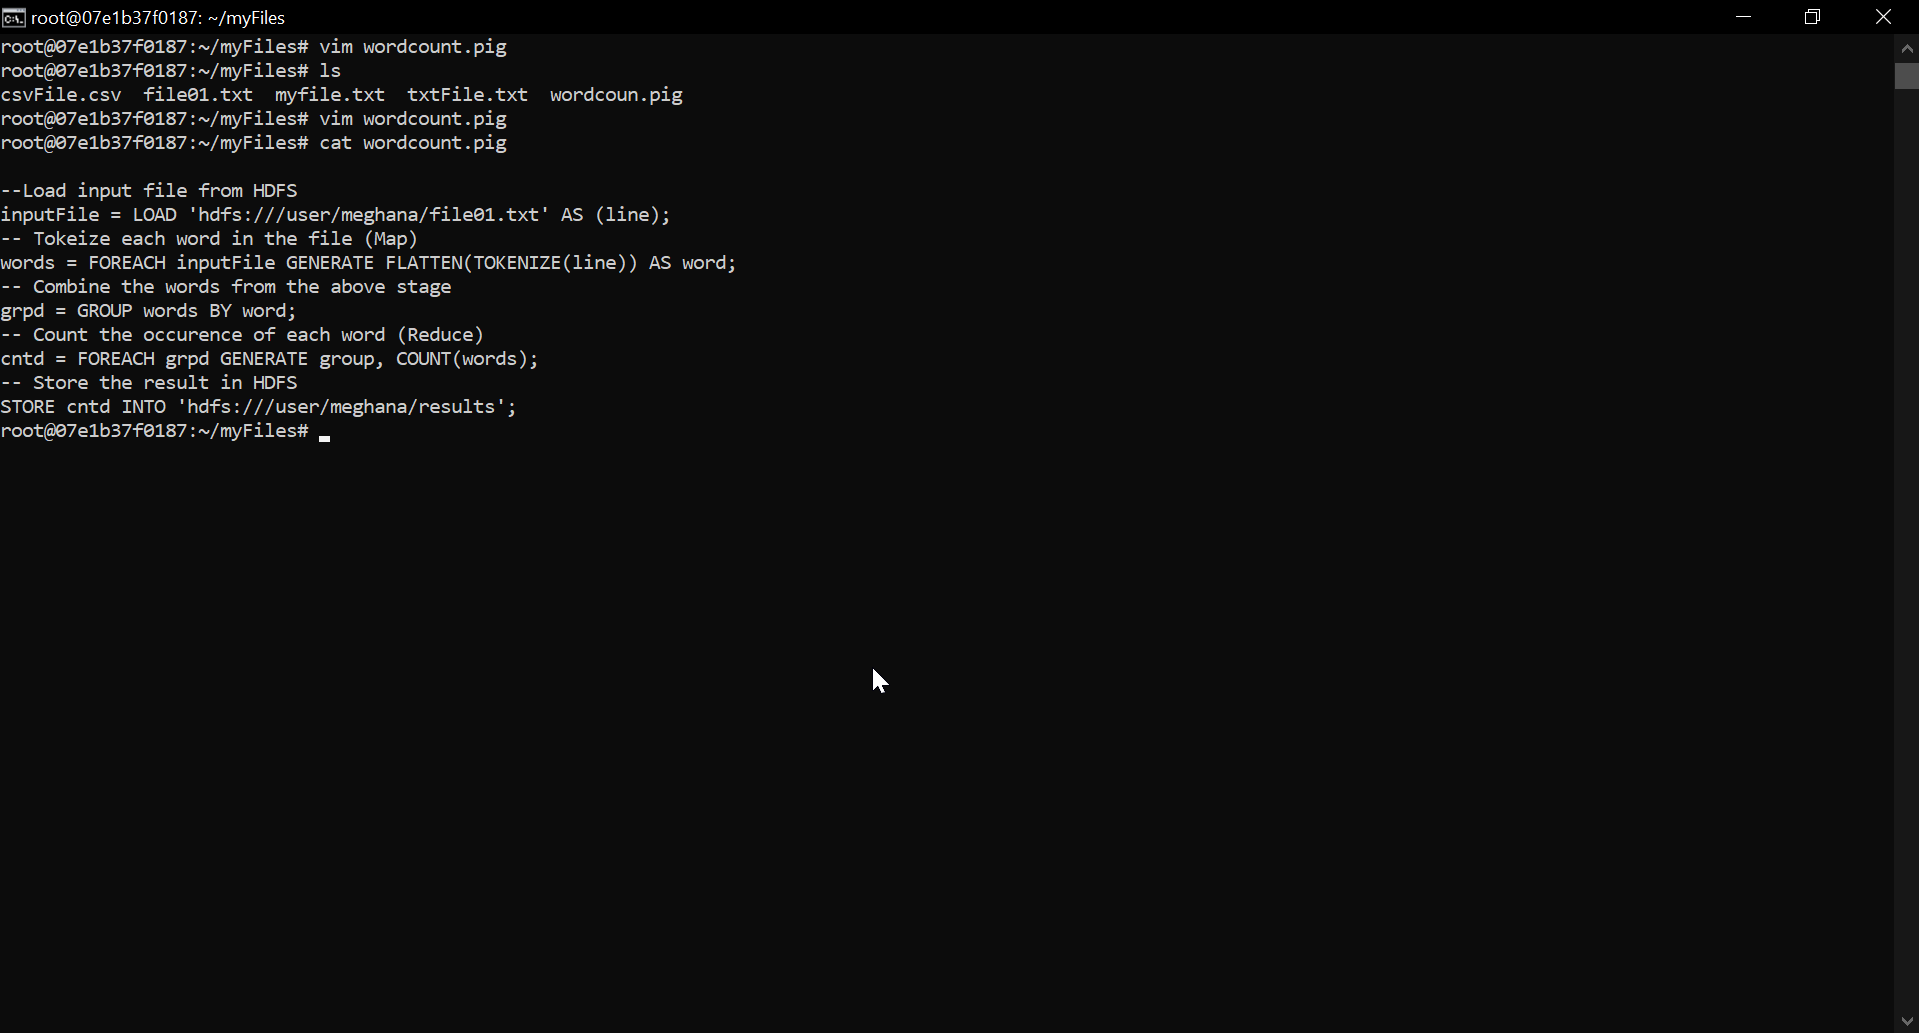 root@07e1b37f0187: ~/myFiles
root@07e1b37f0187:~/myFiles# vim wordcount.pig
root@07e1b37f0187:~/myFiles# ls
csvFile.csv  file01.txt  myfile.txt  txtFile.txt  wordcoun.pig
root@07e1b37f0187:~/myFiles# vim wordcount.pig
root@07e1b37f0187:~/myFiles# cat wordcount.pig
--Load input file from HDFS
inputFile = LOAD 'hdfs:///user/meghana/file01.txt' AS (line);
-- Tokeize each word in the file (Map)
words = FOREACH inputFile GENERATE FLATTEN(TOKENIZE(line)) AS word;
-- Combine the words from the above stage
grpd = GROUP words BY word;
-- Count the occurence of each word (Reduce)
cntd = FOREACH grpd GENERATE group, COUNT(words);
-- Store the result in HDFS
STORE cntd INTO 'hdfs:///user/meghana/results';
root@07e1b37f0187:~/myFiles#